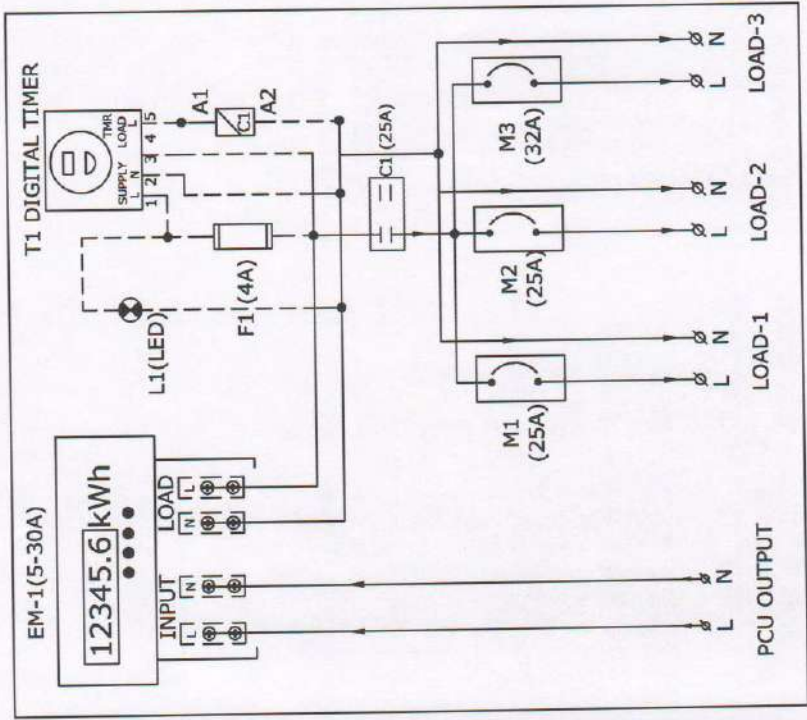 T1 DIGITAL TIMER
TMR
SUPPLY LOAD
L N L
1 2 3 4 5
A1
C1
A2
EM-1(5-30A)
12345.6 kWh
INPUT LOAD
L N N L
L1(LED)
F1 (4A)
C1 (25A)
M1
(25A)
M2
(25A)
M3
(32A)
L N
PCU OUTPUT
L N
LOAD-1
L N
LOAD-2
L N
LOAD-3